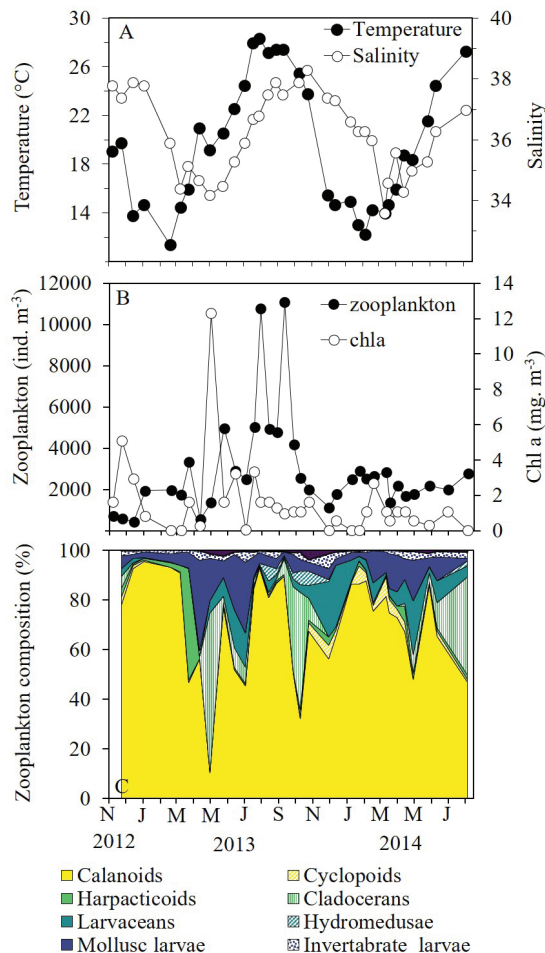 A
Temperature
Salinity
Temperature (°C)
30
26
22
18
14
Salinity
40
38
36
34
B
zooplankton
chla
Zooplankton (ind. m-³)
12000
10000
8000
6000
4000
2000
Chl a (mg. m-³)
14
12
10
8
6
4
2
0
Zooplankton composition (%)
100
80
60
40
20
0
C
N J M M J S N J M M J
2012 2013 2014
Calanoids Cyclopoids
Harpacticoids Cladocerans
Larvaceans Hydromedusae
Mollusc larvae Invertabrate larvae